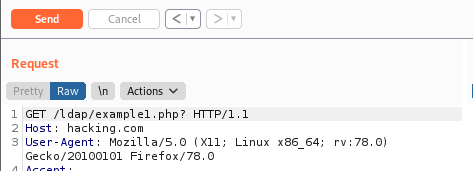 Send
Cancel
< ▾
> ▾
Request
Pretty Raw \n Actions
1 GET /ldap/example1.php? HTTP/1.1
2 Host: hacking.com
3 User-Agent: Mozilla/5.0 (X11; Linux x86_64; rv:78.0)
Gecko/20100101 Firefox/78.0
4 Accept: